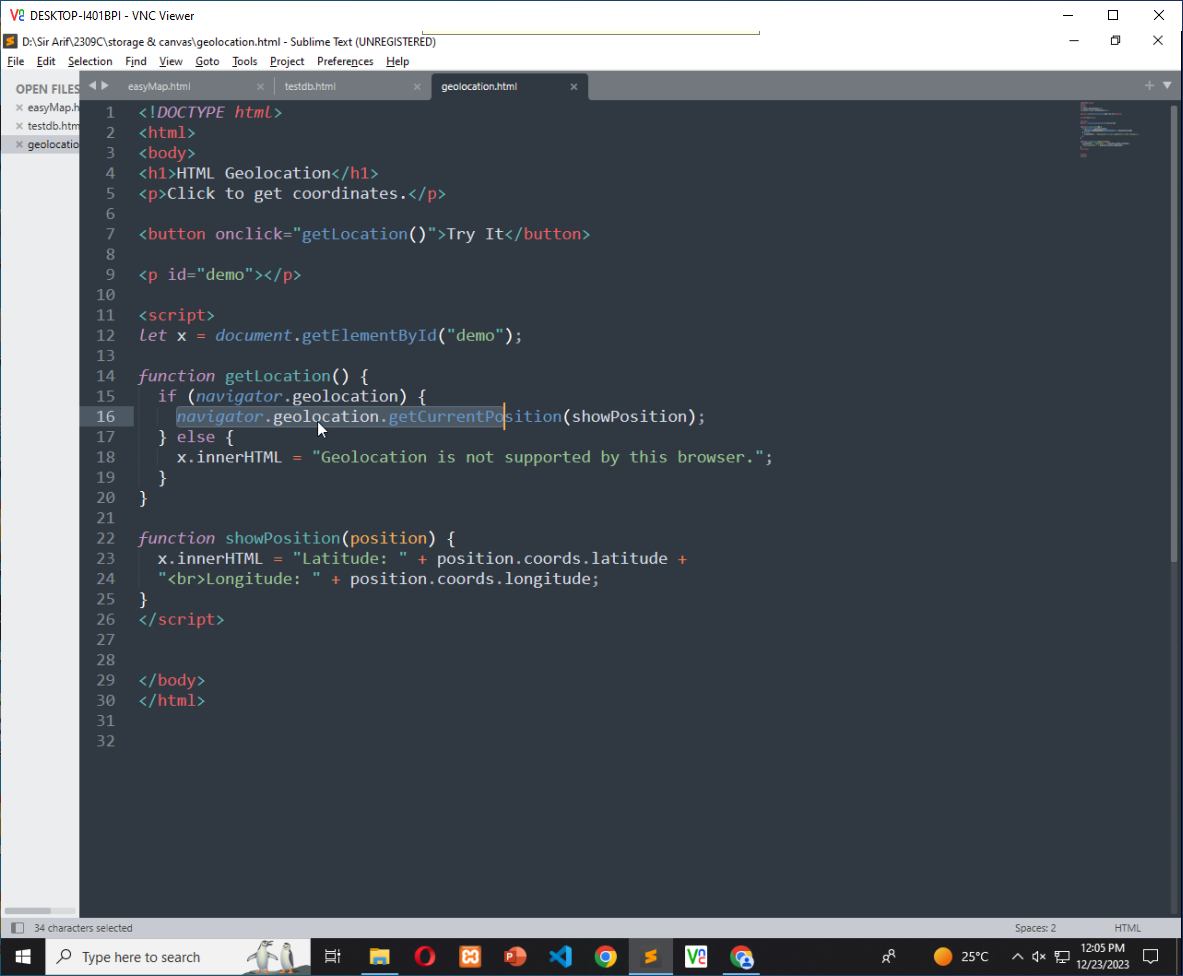 DESKTOP-I401BPI - VNC Viewer
D:\Sir Arif\2309C\storage & canvas\geolocation.html - Sublime Text (UNREGISTERED)
File Edit Selection Find View Goto Tools Project Preferences Help
OPEN FILES
easyMap.h
testdb.htm
geolocatio
easyMap.html testdb.html geolocation.html
1 <!DOCTYPE html>
2 <html>
3 <body>
4 <h1>HTML Geolocation</h1>
5 <p>Click to get coordinates.</p>
6
7 <button onclick="getLocation()">Try It</button>
8
9 <p id="demo"></p>
10
11 <script>
12 let x = document.getElementById("demo");
13
14 function getLocation() {
15   if (navigator.geolocation) {
16     navigator.geolocation.getCurrentPosition(showPosition);
17   } else {
18     x.innerHTML = "Geolocation is not supported by this browser.";
19   }
20 }
21
22 function showPosition(position) {
23   x.innerHTML = "Latitude: " + position.coords.latitude +
24   "<br>Longitude: " + position.coords.longitude;
25 }
26 </script>
27
28
29 </body>
30 </html>
31
32
34 characters selected Spaces: 2 HTML
Type here to search 25°C 12:05 PM
12/23/2023